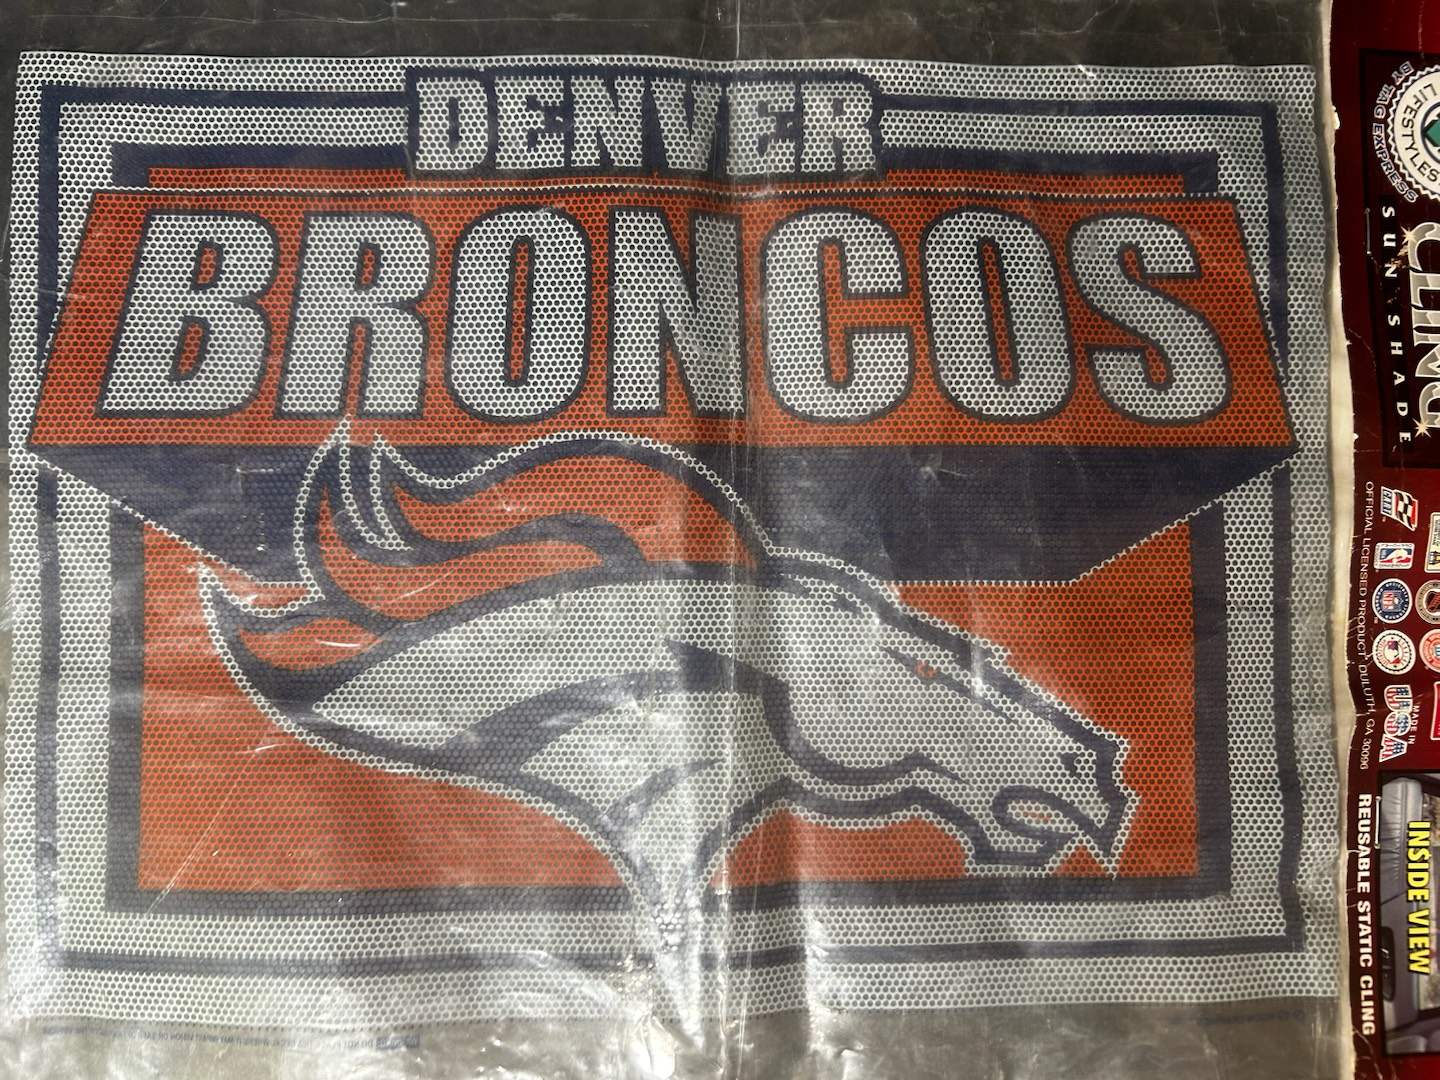 DENVER
BRONCOS
LIFESTYLES
BY TAG EXPRESS
CLING
SUN SHADE
OFFICIAL LICENSED PRODUCT DULUTH, GA 30096
MADE IN
USA
REUSABLE STATIC CLING
INSIDE VIEW